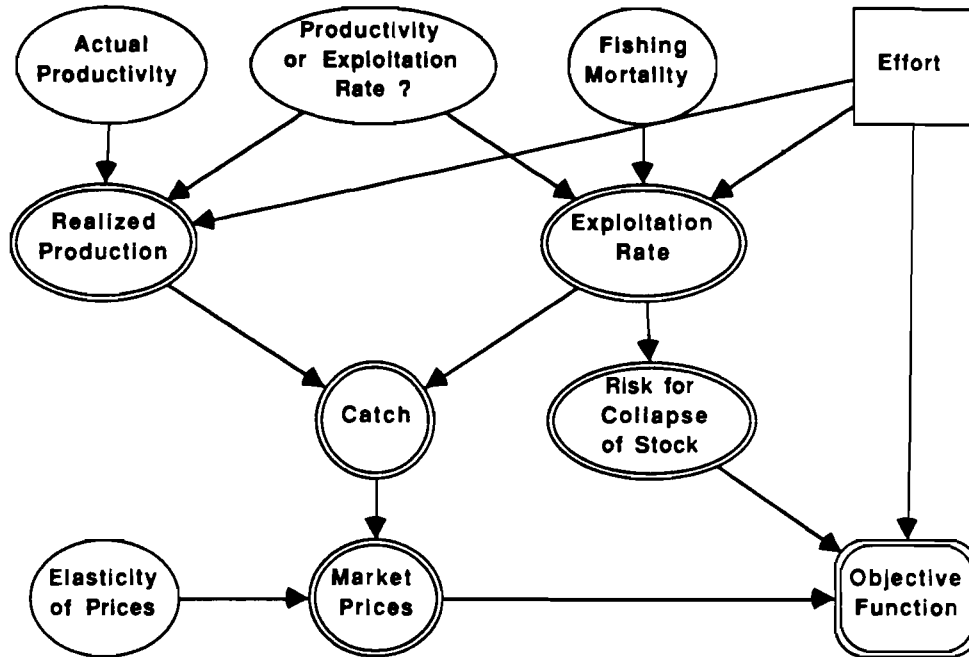 Actual
Productivity
Productivity
or Exploitation
Rate ?
Fishing
Mortality
Effort
Realized
Production
Exploitation
Rate
Catch
Risk for
Collapse
of Stock
Elasticity
of Prices
Market
Prices
Objective
Function